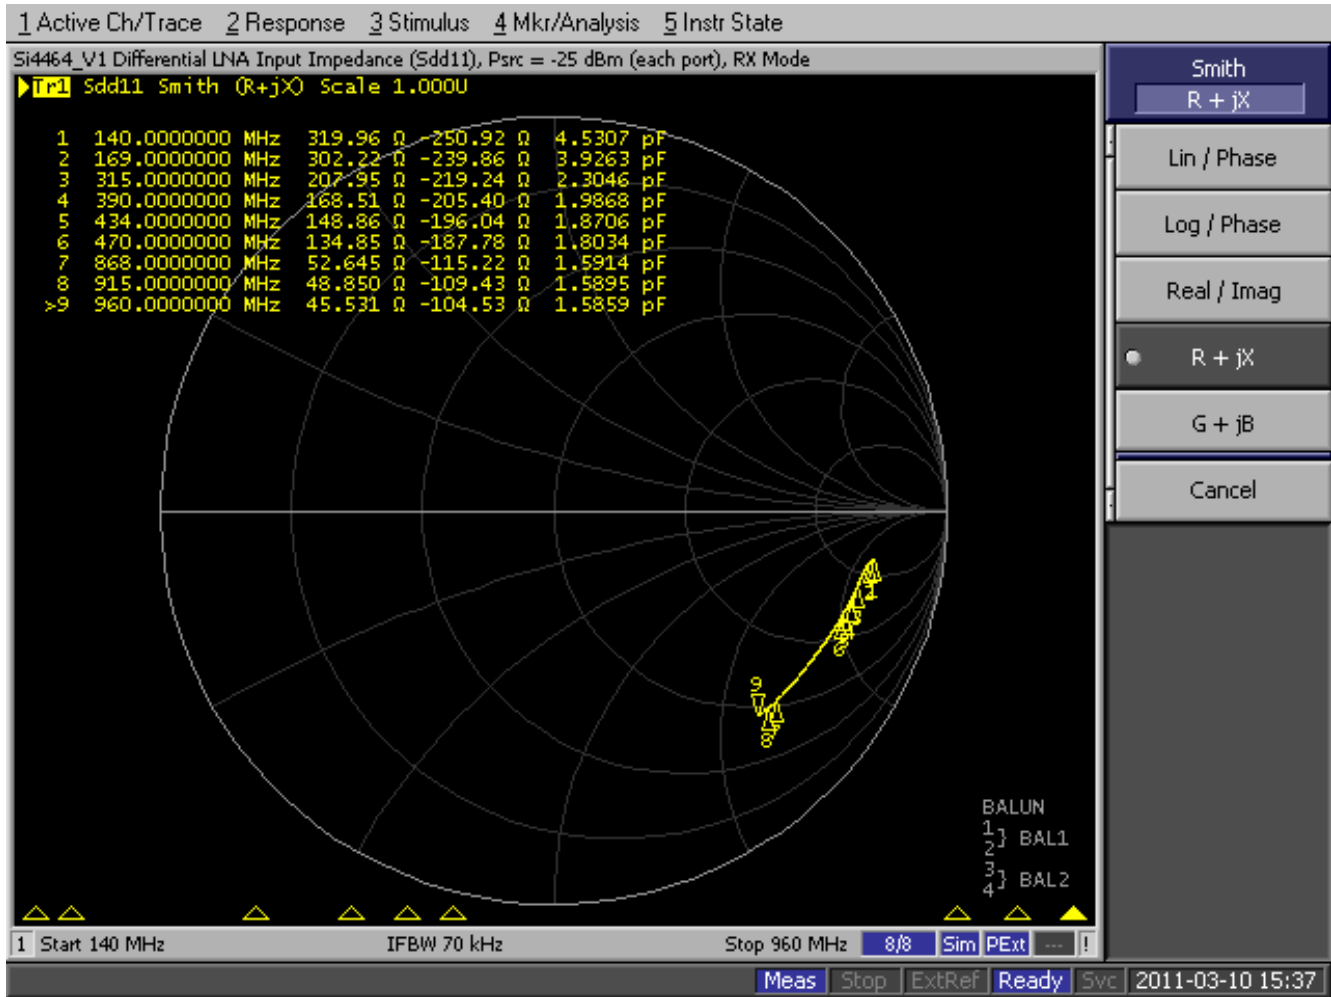 1 Active Ch/Trace 2 Response 3 Stimulus 4 Mkr/Analysis 5 Instr State
Si4464_V1 Differential LNA Input Impedance (Sdd11), Psrc = -25 dBm (each port), RX Mode
Tr1 Sdd11 Smith (R+jX) Scale 1.000U
1 140.0000000 MHz 319.96 Ω -250.92 Ω 4.5307 pF
2 169.0000000 MHz 302.22 Ω -239.86 Ω 3.9263 pF
3 315.0000000 MHz 207.95 Ω -219.24 Ω 2.3046 pF
4 390.0000000 MHz 168.51 Ω -205.40 Ω 1.9868 pF
5 434.0000000 MHz 148.86 Ω -196.04 Ω 1.8706 pF
6 470.0000000 MHz 134.85 Ω -187.78 Ω 1.8034 pF
7 868.0000000 MHz 52.645 Ω -115.22 Ω 1.5914 pF
8 915.0000000 MHz 48.850 Ω -109.43 Ω 1.5895 pF
>9 960.0000000 MHz 45.531 Ω -104.53 Ω 1.5859 pF
6
9
8
BALUN
1
2} BAL1
3
4} BAL2
1 Start 140 MHz IFBW 70 kHz Stop 960 MHz 8/8 Sim PExt --- !
Smith
R + jX
Lin / Phase
Log / Phase
Real / Imag
R + jX
G + jB
Cancel
Meas Stop ExtRef Ready Svc 2011-03-10 15:37